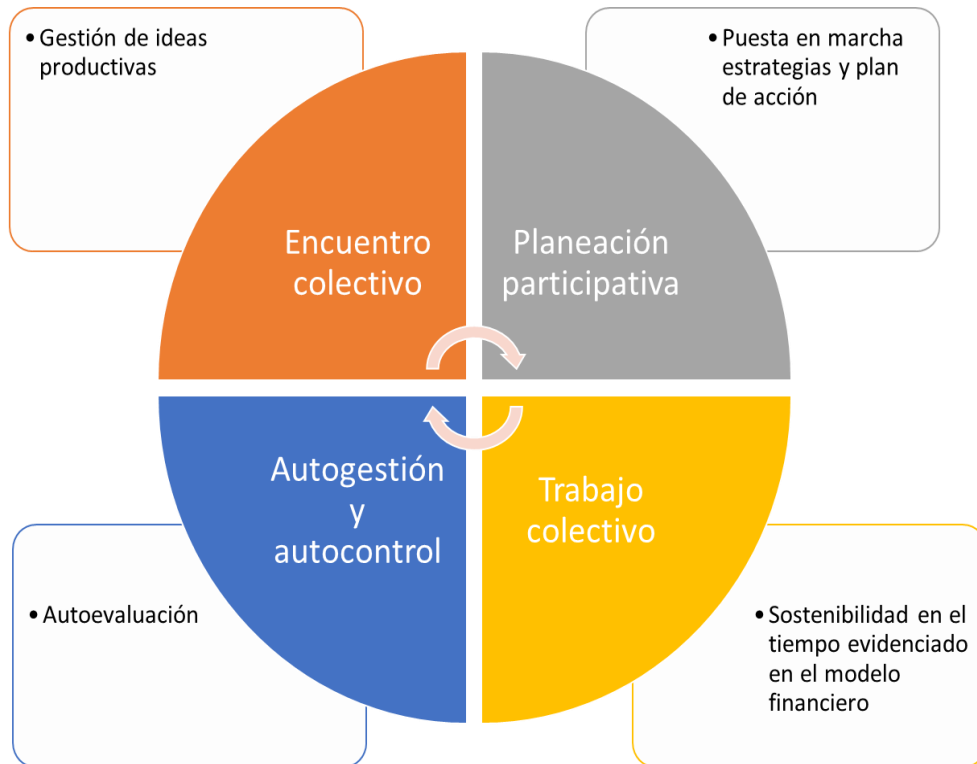 • Gestión de ideas
productivas
• Puesta en marcha
estrategias y plan
de acción
Encuentro
colectivo
Planeación
participativa
Autogestión
y
autocontrol
Trabajo
colectivo
• Autoevaluación
• Sostenibilidad en el
tiempo evidenciado
en el modelo
financiero